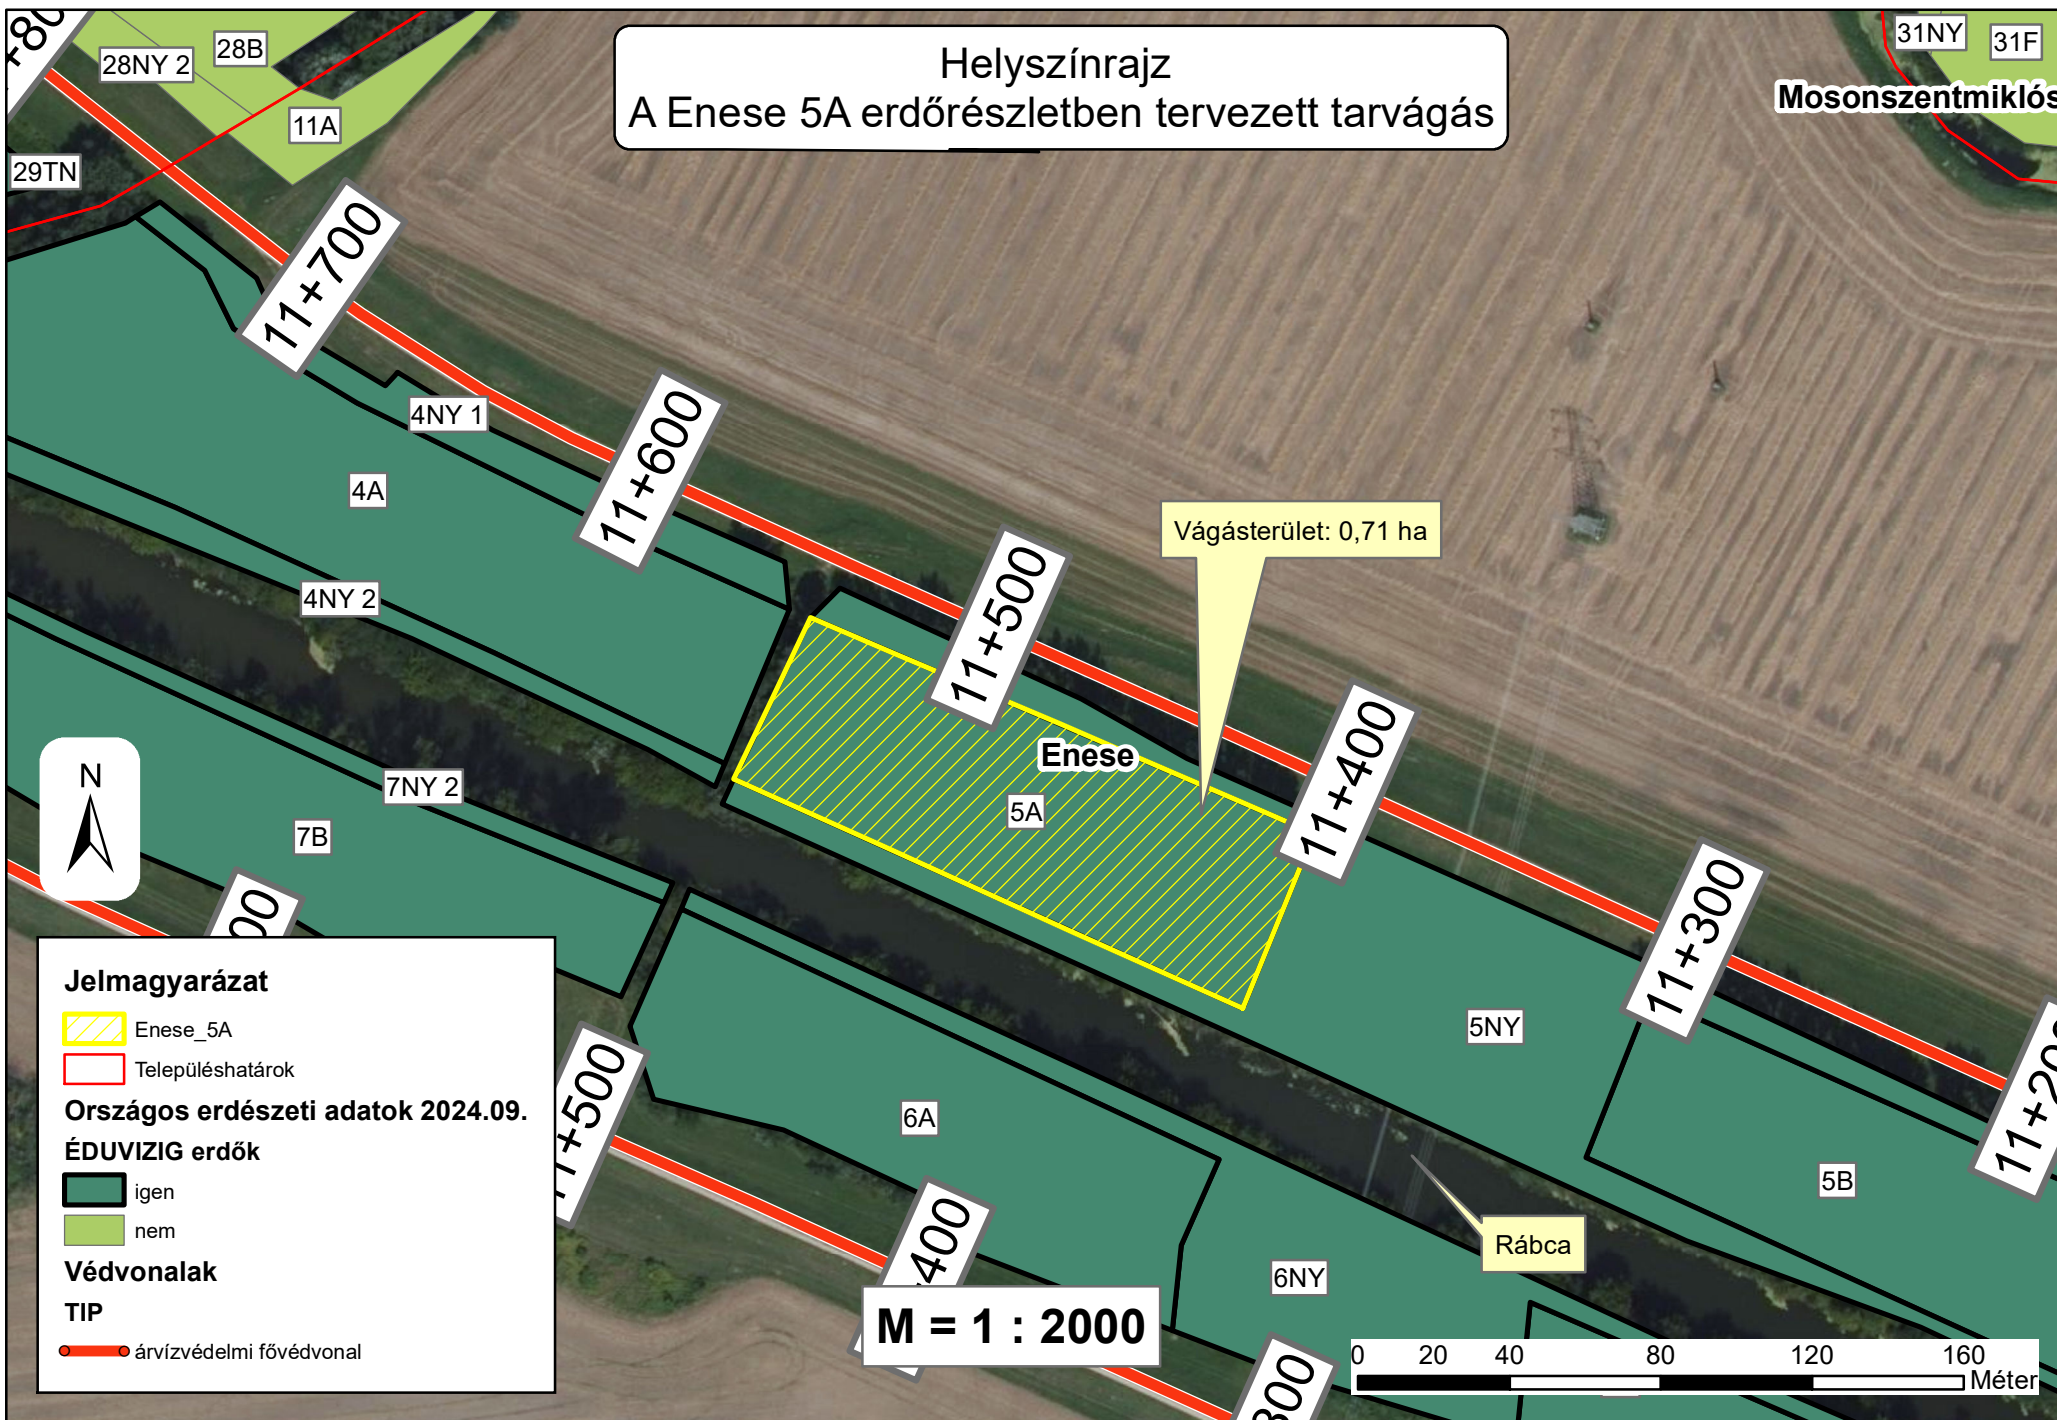 Helyszínrajz
A Enese 5A erdőrészletben tervezett tarvágás
28NY 2
28B
11A
29TN
31NY
31F
Mosonszentmiklós
11+700
4NY 1
11+600
4A
Vágásterület: 0,71 ha
11+500
4NY 2
11+400
Enese
5A
N
7NY 2
7B
11+300
5NY
11+500
6A
5B
Rábca
6NY
M = 1 : 2000
0 20 40 80 120 160
Méter
Jelmagyarázat
Enese_5A
Településhatárok
Országos erdészeti adatok 2024.09.
ÉDUVIZIG erdők
igen
nem
Védvonalak
TIP
árvízvédelmi fővédvonal